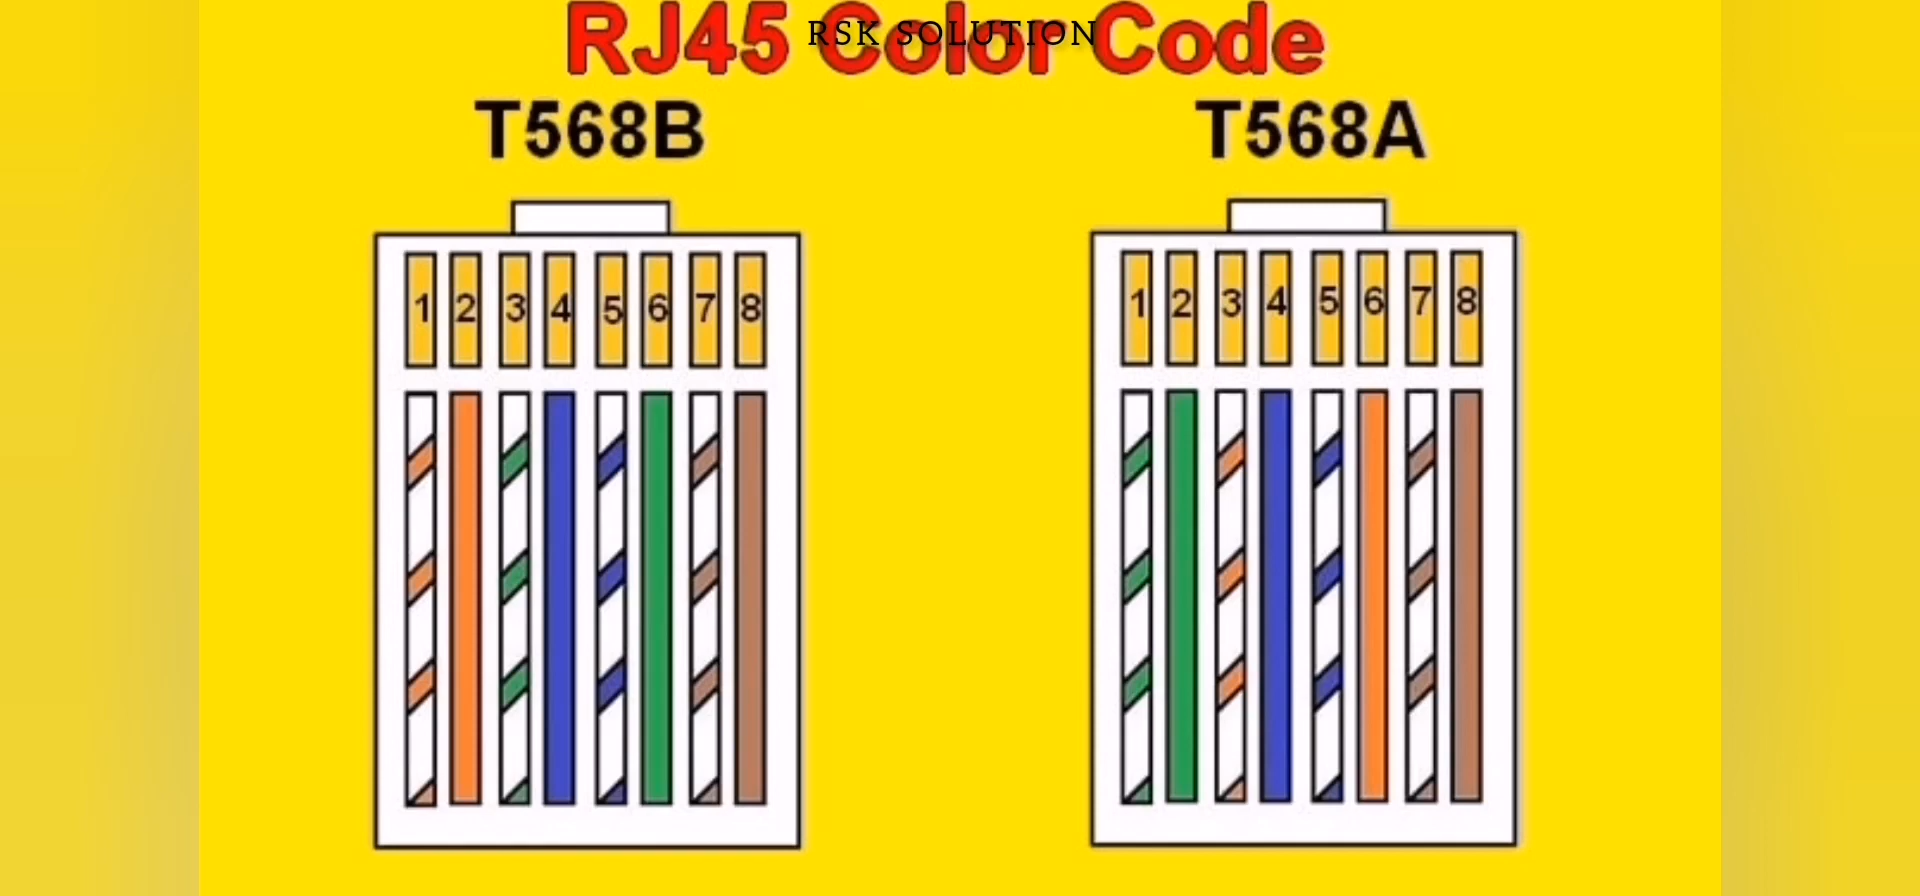 RJ45 Color Code
RSK SOLUTION
T568B
T568A
1 2 3 4 5 6 7 8
1 2 3 4 5 6 7 8